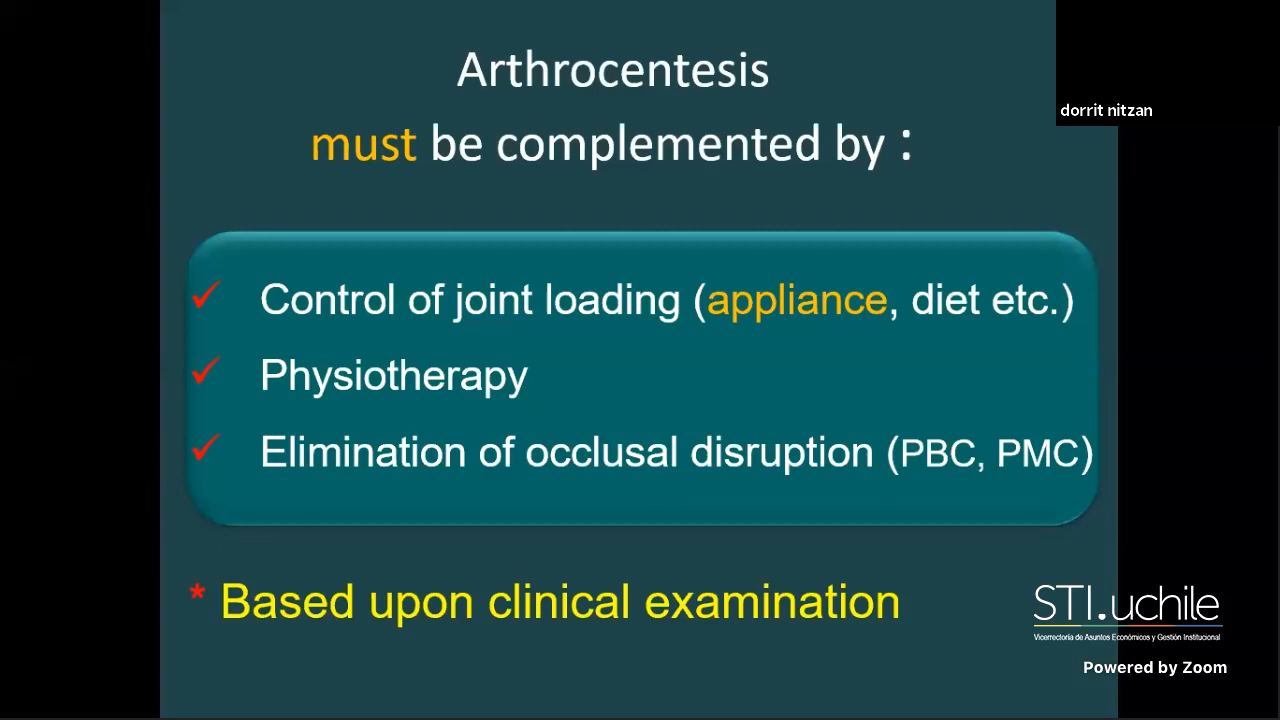 Arthrocentesis
must be complemented by :
dorrit nitzan
✓ Control of joint loading (appliance, diet etc.)
✓ Physiotherapy
✓ Elimination of occlusal disruption (PBC, PMC)
* Based upon clinical examination
STI.uchile
Vicerrectoría de Asuntos Económicos y Gestión Institucional
Powered by Zoom